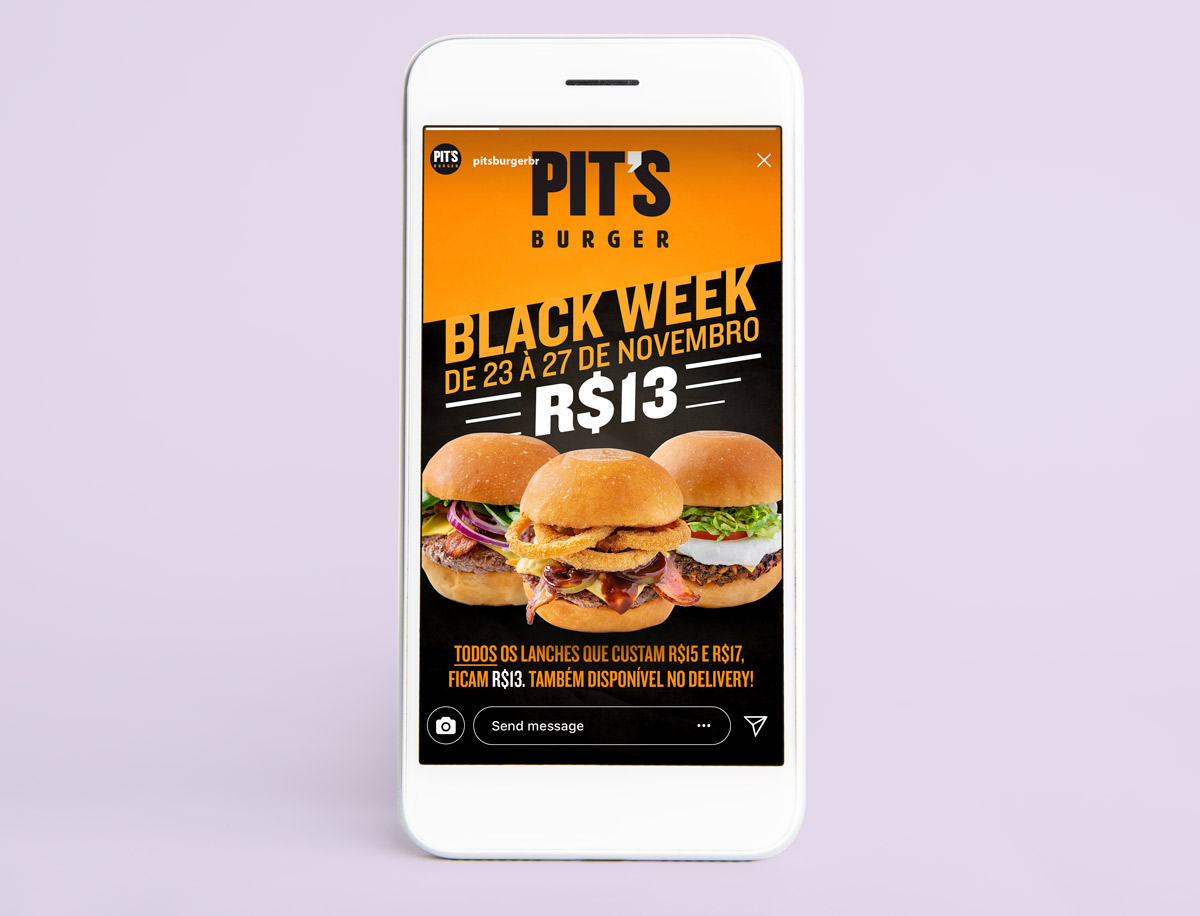 PIT'S
BURGER
pitsburgerbr
PIT'S
BURGER
BLACK WEEK
DE 23 À 27 DE NOVEMBRO
R$13
TODOS OS LANCHES QUE CUSTAM R$15 E R$17,
FICAM R$13. TAMBÉM DISPONÍVEL NO DELIVERY!
Send message